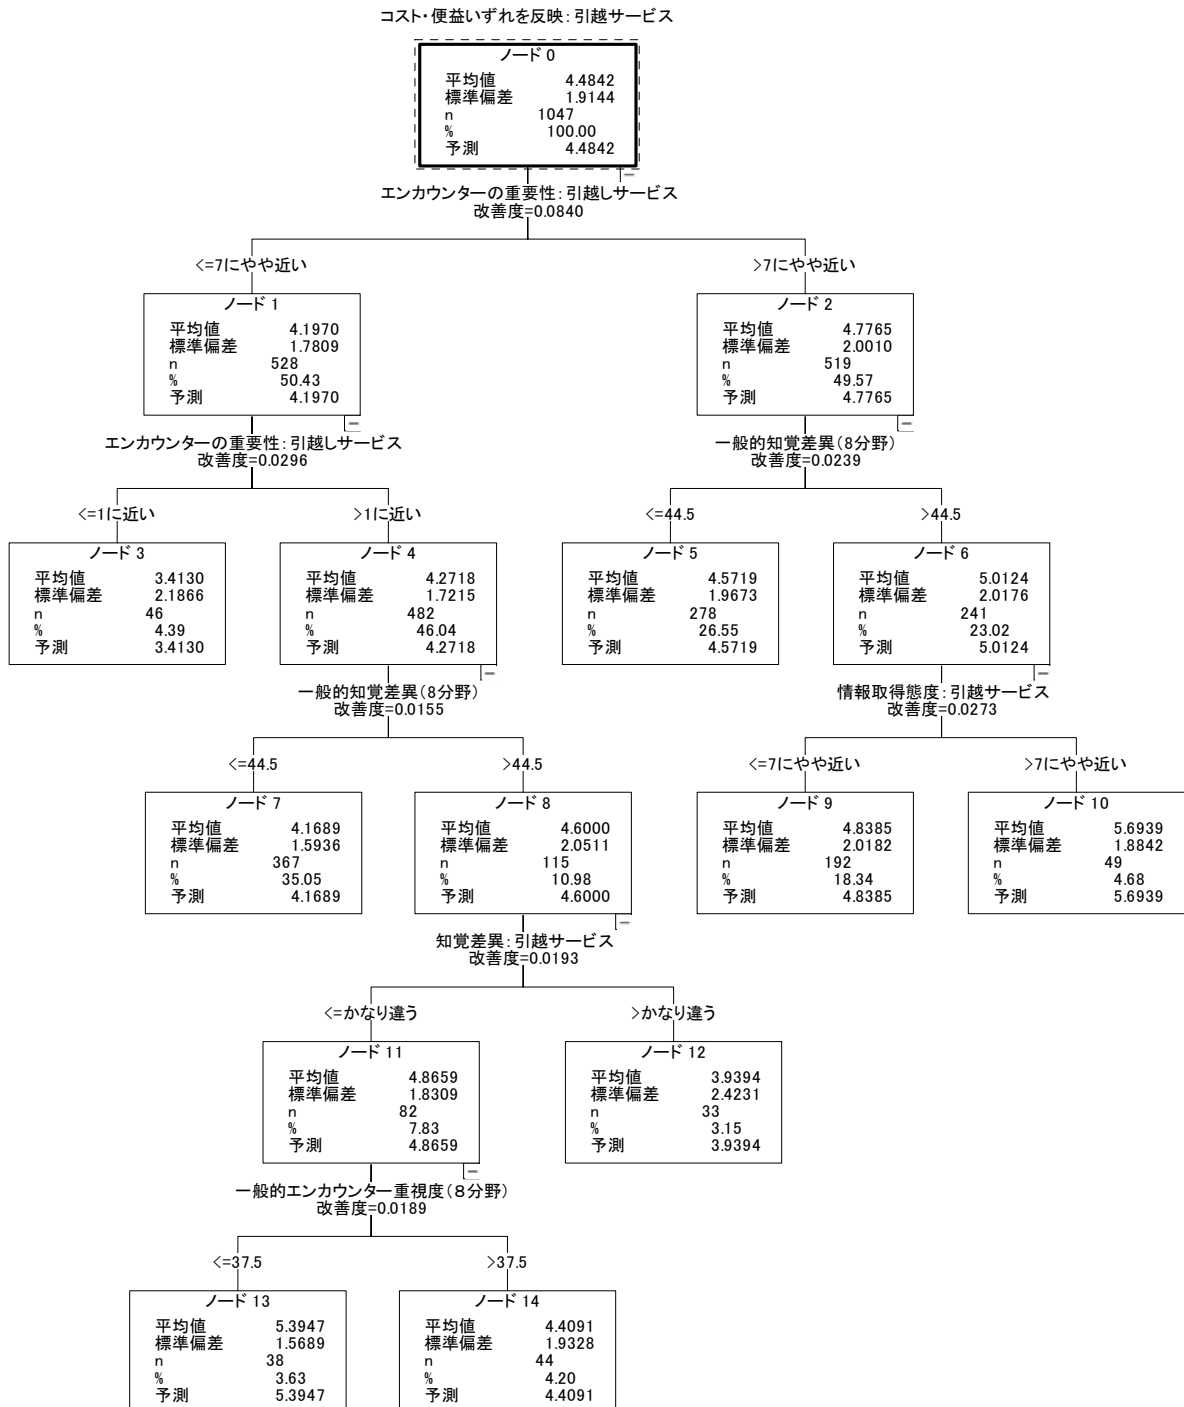 コスト・便益いずれを反映：引越サービス
ノード 0
平均値 4.4842
標準偏差 1.9144
n 1047
% 100.00
予測 4.4842
エンカウンターの重要性：引越しサービス
改善度=0.0840
<=7にやや近い
>7にやや近い
ノード 1
平均値 4.1970
標準偏差 1.7809
n 528
% 50.43
予測 4.1970
ノード 2
平均値 4.7765
標準偏差 2.0010
n 519
% 49.57
予測 4.7765
エンカウンターの重要性：引越しサービス
改善度=0.0296
一般的知覚差異(8分野)
改善度=0.0239
<=1に近い
>1に近い
<=44.5
>44.5
ノード 3
平均値 3.4130
標準偏差 2.1866
n 46
% 4.39
予測 3.4130
ノード 4
平均値 4.2718
標準偏差 1.7215
n 482
% 46.04
予測 4.2718
ノード 5
平均値 4.5719
標準偏差 1.9673
n 278
% 26.55
予測 4.5719
ノード 6
平均値 5.0124
標準偏差 2.0176
n 241
% 23.02
予測 5.0124
一般的知覚差異(8分野)
改善度=0.0155
情報取得態度：引越サービス
改善度=0.0273
<=44.5
>44.5
<=7にやや近い
>7にやや近い
ノード 7
平均値 4.1689
標準偏差 1.5936
n 367
% 35.05
予測 4.1689
ノード 8
平均値 4.6000
標準偏差 2.0511
n 115
% 10.98
予測 4.6000
ノード 9
平均値 4.8385
標準偏差 2.0182
n 192
% 18.34
予測 4.8385
ノード 10
平均値 5.6939
標準偏差 1.8842
n 49
% 4.68
予測 5.6939
知覚差異：引越サービス
改善度=0.0193
<=かなり違う
>かなり違う
ノード 11
平均値 4.8659
標準偏差 1.8309
n 82
% 7.83
予測 4.8659
ノード 12
平均値 3.9394
標準偏差 2.4231
n 33
% 3.15
予測 3.9394
一般的エンカウンター重視度(８分野)
改善度=0.0189
<=37.5
>37.5
ノード 13
平均値 5.3947
標準偏差 1.5689
n 38
% 3.63
予測 5.3947
ノード 14
平均値 4.4091
標準偏差 1.9328
n 44
% 4.20
予測 4.4091